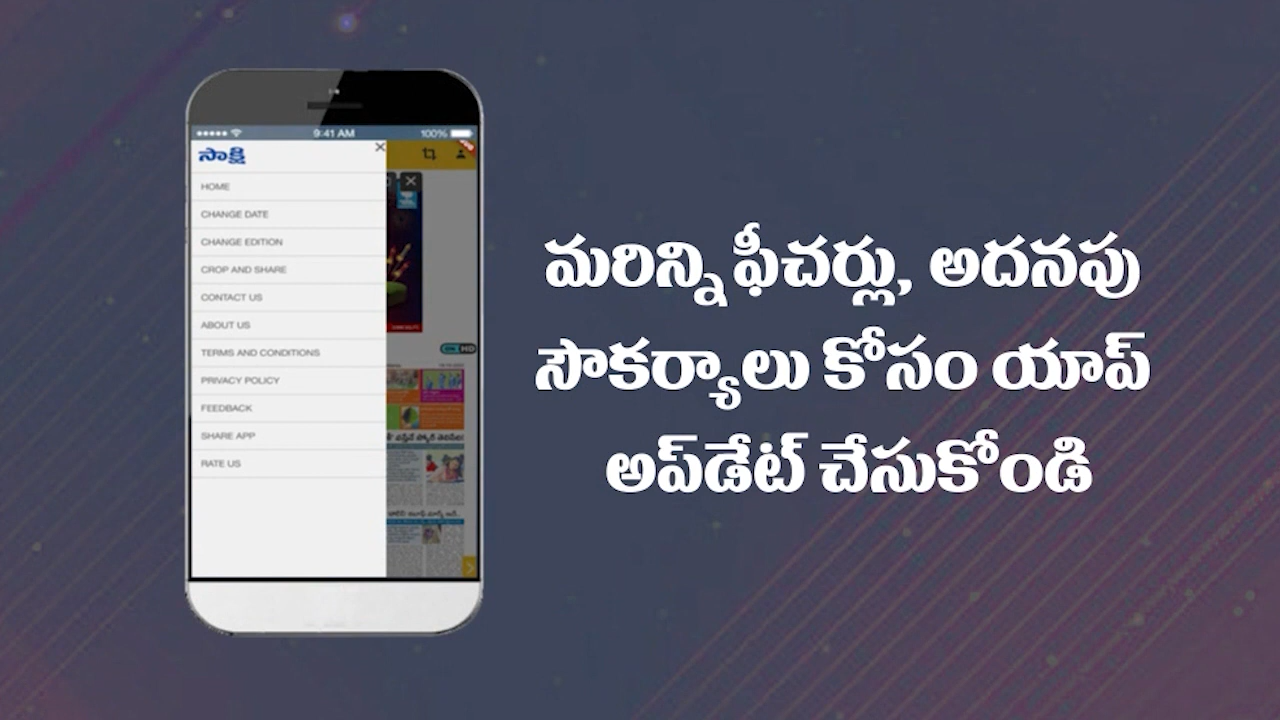 9:41 AM
100%
సాక్షి
HOME
CHANGE DATE
CHANGE EDITION
CROP AND SHARE
CONTACT US
ABOUT US
TERMS AND CONDITIONS
PRIVACY POLICY
FEEDBACK
SHARE APP
RATE US
HD
మరిన్ని ఫీచర్లు, అదనపు
సౌకర్యాలు కోసం యాప్
అప్‌డేట్ చేసుకోండి